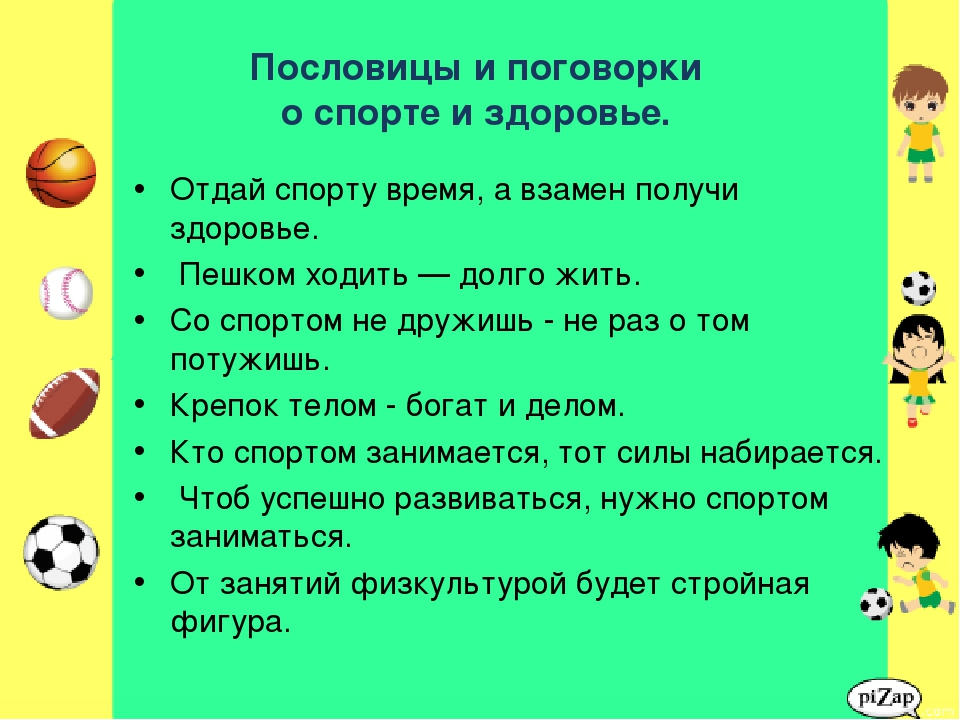 Пословицы и поговорки
о спорте и здоровье.
• Отдай спорту время, а взамен получи
здоровье.
• Пешком ходить — долго жить.
• Со спортом не дружишь - не раз о том
потужишь.
• Крепок телом - богат и делом.
• Кто спортом занимается, тот силы набирается.
• Чтоб успешно развиваться, нужно спортом
заниматься.
• От занятий физкультурой будет стройная
фигура.
piZap
.com